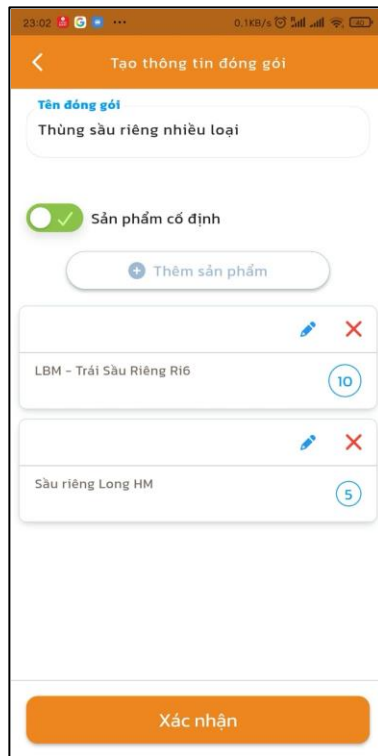 23:02 0.1KB/s 40
Tạo thông tin đóng gói
Tên đóng gói
Thùng sầu riêng nhiều loại
Sản phẩm cố định
Thêm sản phẩm
LBM - Trái Sầu Riêng Ri6
10
Sầu riêng Long HM
5
Xác nhận